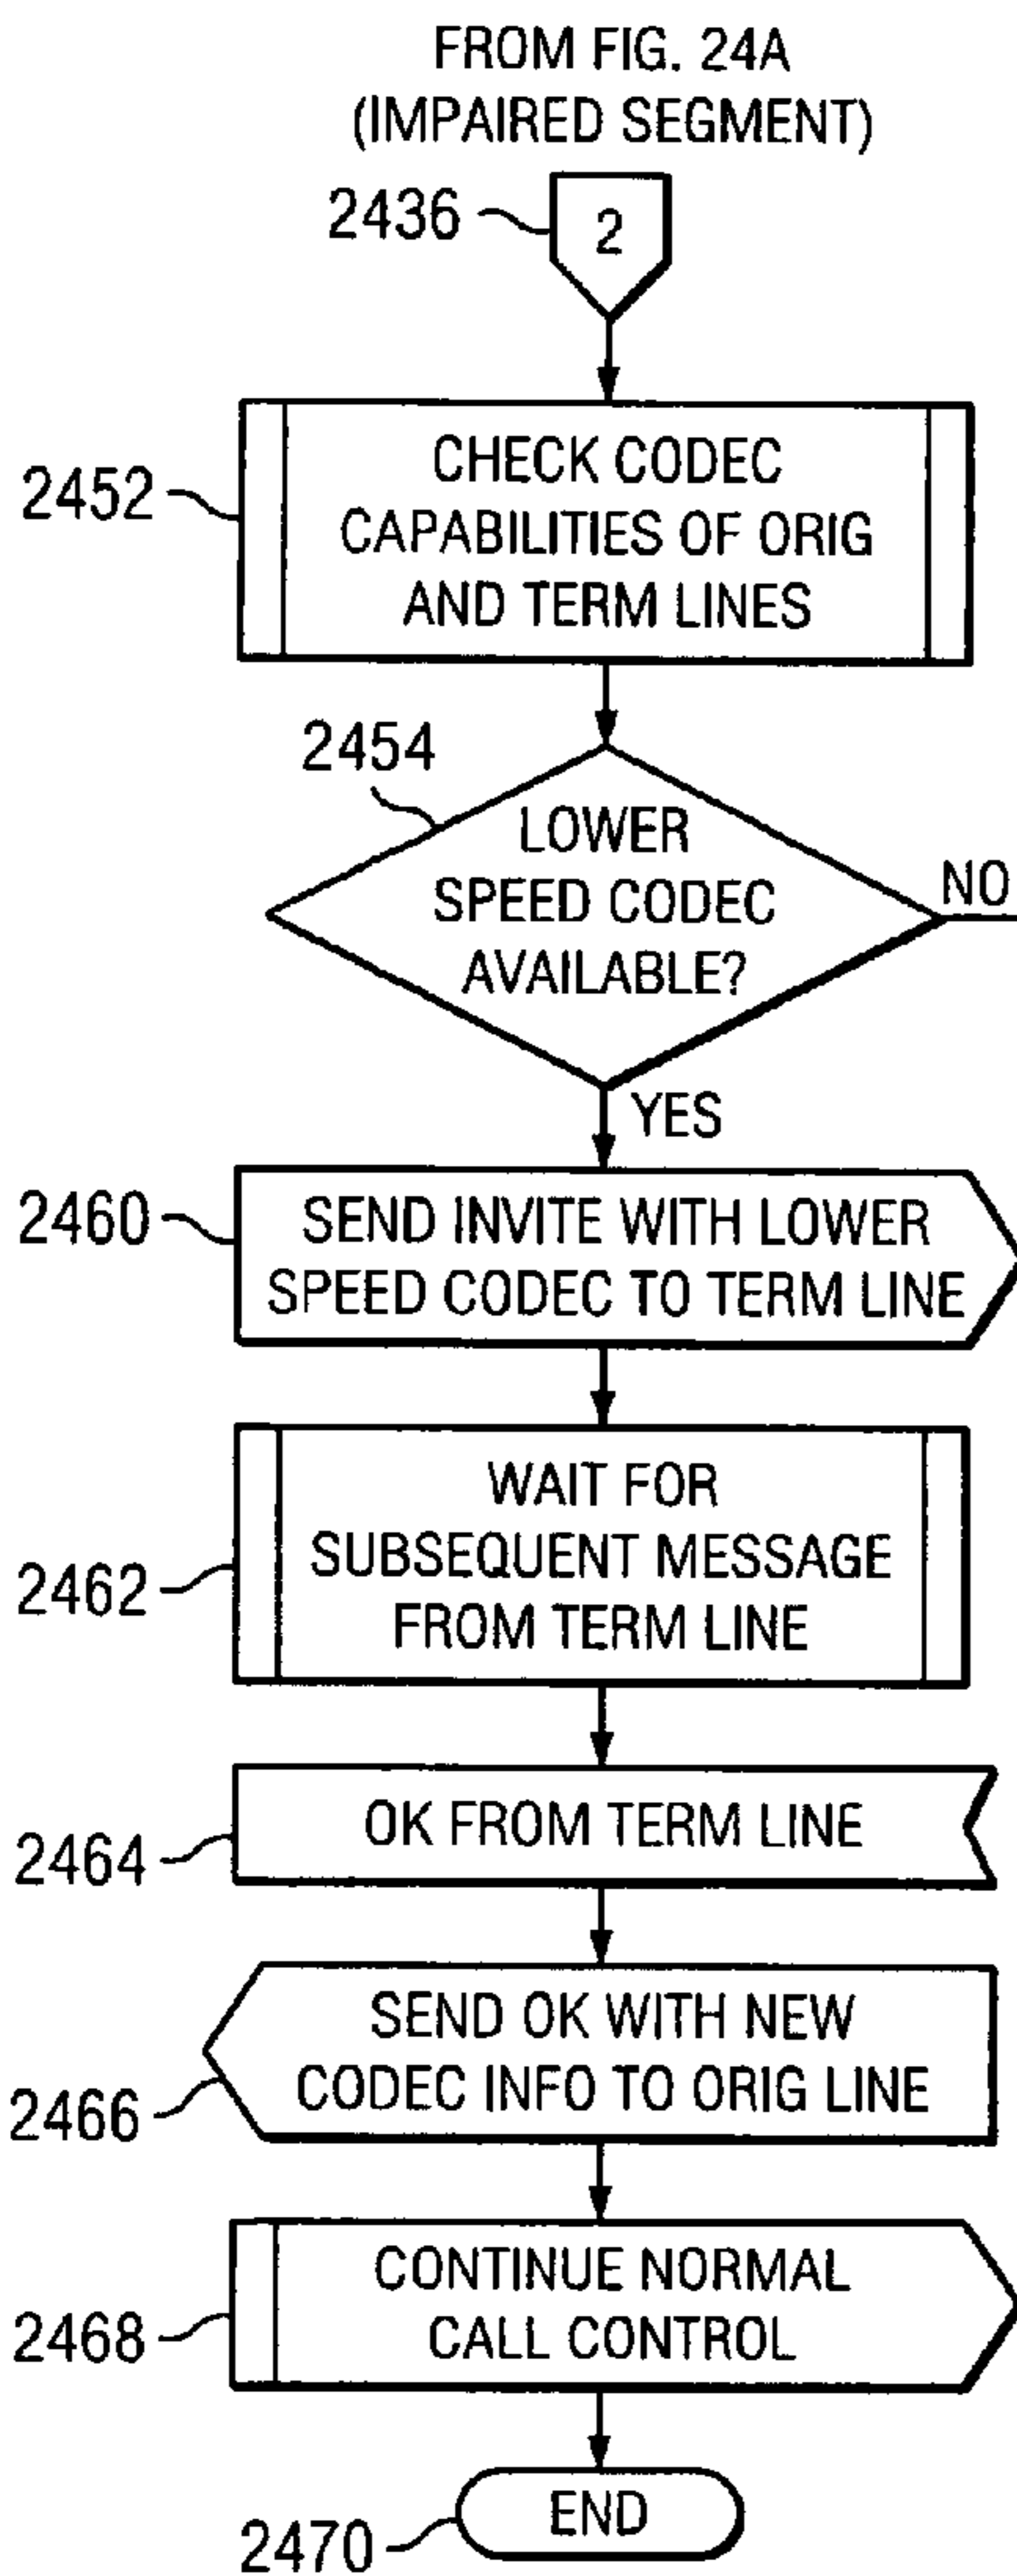 FROM FIG. 24A
(IMPAIRED SEGMENT)
2436
2
2452
CHECK CODEC
CAPABILITIES OF ORIG
AND TERM LINES
2454
LOWER
SPEED CODEC
AVAILABLE?
NO
YES
2460
SEND INVITE WITH LOWER
SPEED CODEC TO TERM LINE
2462
WAIT FOR
SUBSEQUENT MESSAGE
FROM TERM LINE
2464
OK FROM TERM LINE
2466
SEND OK WITH NEW
CODEC INFO TO ORIG LINE
2468
CONTINUE NORMAL
CALL CONTROL
2470
END